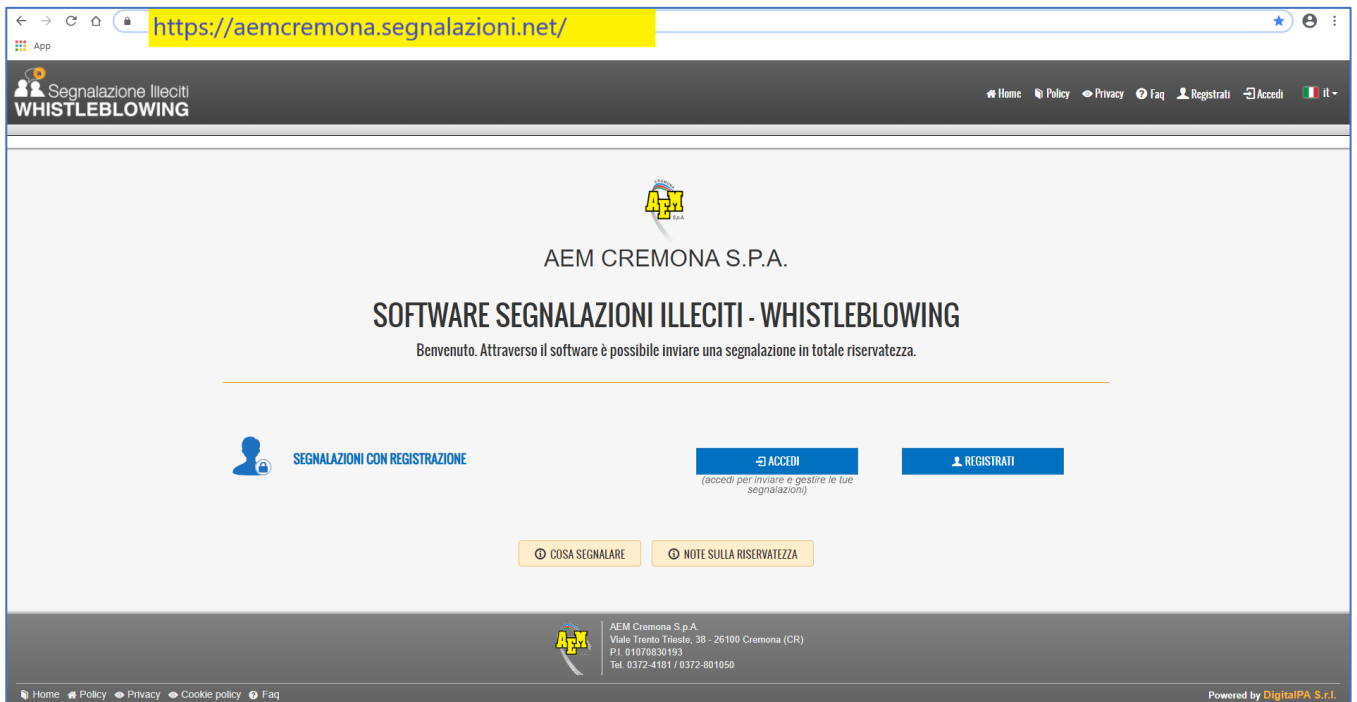 https://aemcremona.segnalazioni.net/
App
Segnalazione Illeciti
WHISTLEBLOWING
Home Policy Privacy Faq Registrati Accedi it
CREMONA
AEM
S.p.A.
AEM CREMONA S.P.A.
SOFTWARE SEGNALAZIONI ILLECITI - WHISTLEBLOWING
Benvenuto. Attraverso il software è possibile inviare una segnalazione in totale riservatezza.
SEGNALAZIONI CON REGISTRAZIONE
ACCEDI
REGISTRATI
(accedi per inviare e gestire le tue
segnalazioni)
COSA SEGNALARE
NOTE SULLA RISERVATEZZA
AEM
AEM Cremona S.p.A.
Viale Trento Trieste, 38 - 26100 Cremona (CR)
P.I. 01070830193
Tel. 0372-4181 / 0372-801050
Home Policy Privacy Cookie policy Faq
Powered by DigitalPA S.r.l.